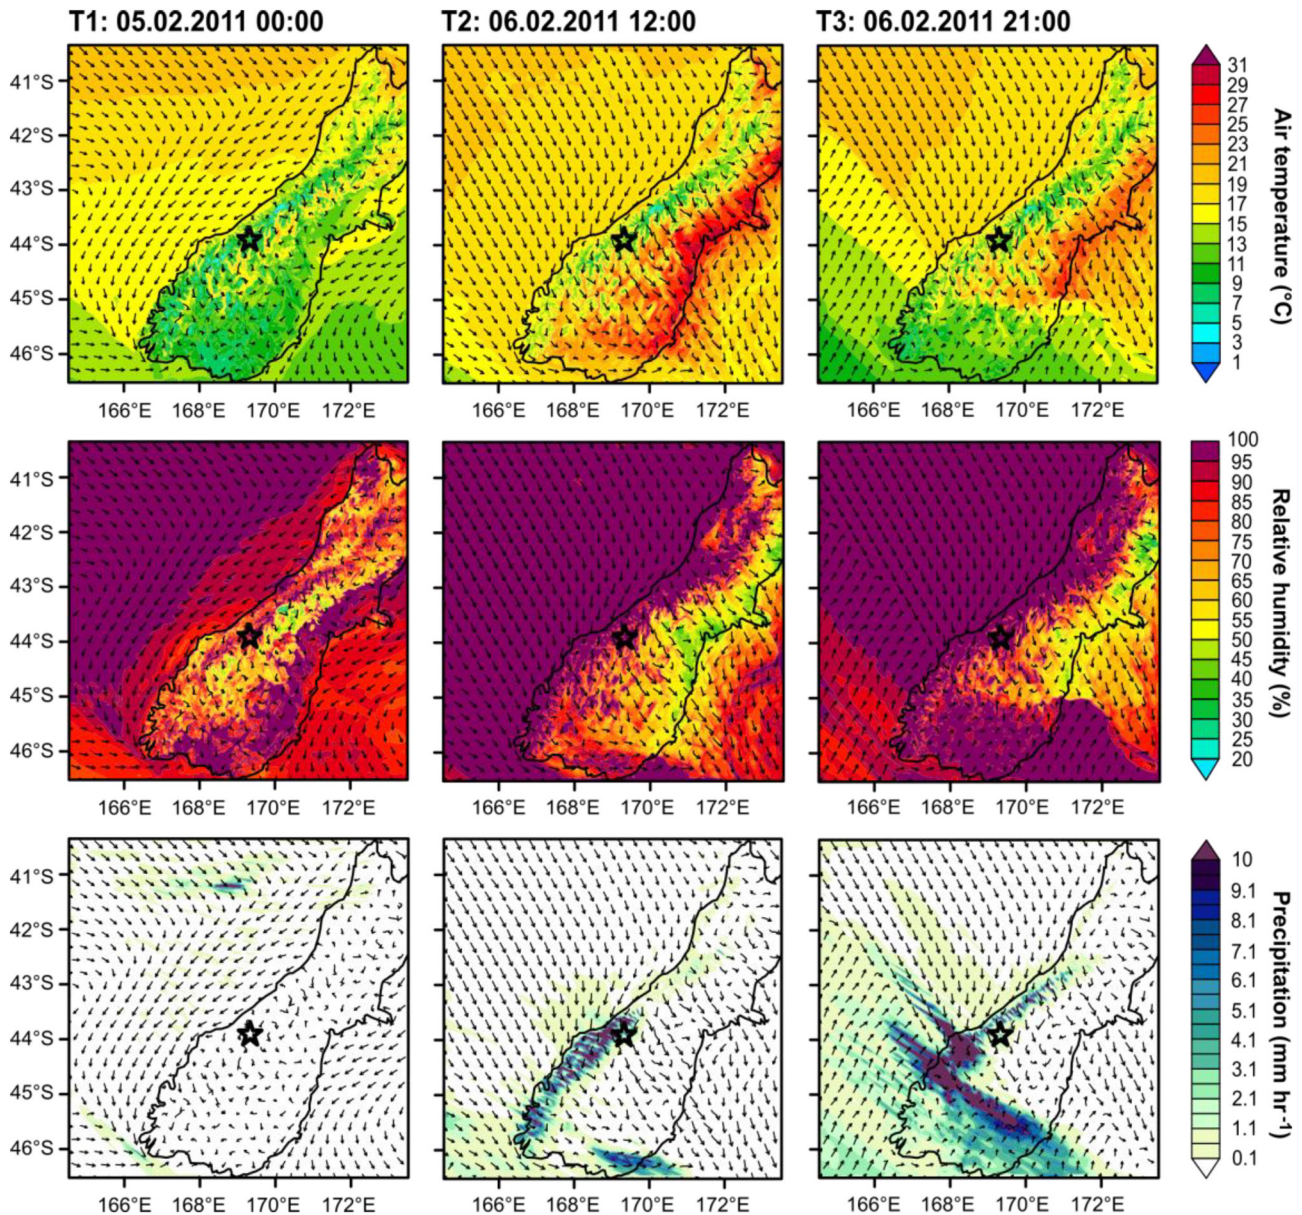 T1: 05.02.2011 00:00 T2: 06.02.2011 12:00 T3: 06.02.2011 21:00
41°S
42°S
43°S
44°S
45°S
46°S
166°E 168°E 170°E 172°E 166°E 168°E 170°E 172°E 166°E 168°E 170°E 172°E
31
29
27
25
23
21
19
17
15
13
11
9
7
5
3
1
Air temperature (°C)
41°S
42°S
43°S
44°S
45°S
46°S
166°E 168°E 170°E 172°E 166°E 168°E 170°E 172°E 166°E 168°E 170°E 172°E
100
95
90
85
80
75
70
65
60
55
50
45
40
35
30
25
20
Relative humidity (%)
41°S
42°S
43°S
44°S
45°S
46°S
166°E 168°E 170°E 172°E 166°E 168°E 170°E 172°E 166°E 168°E 170°E 172°E
10
9.1
8.1
7.1
6.1
5.1
4.1
3.1
2.1
1.1
0.1
Precipitation (mm hr⁻¹)